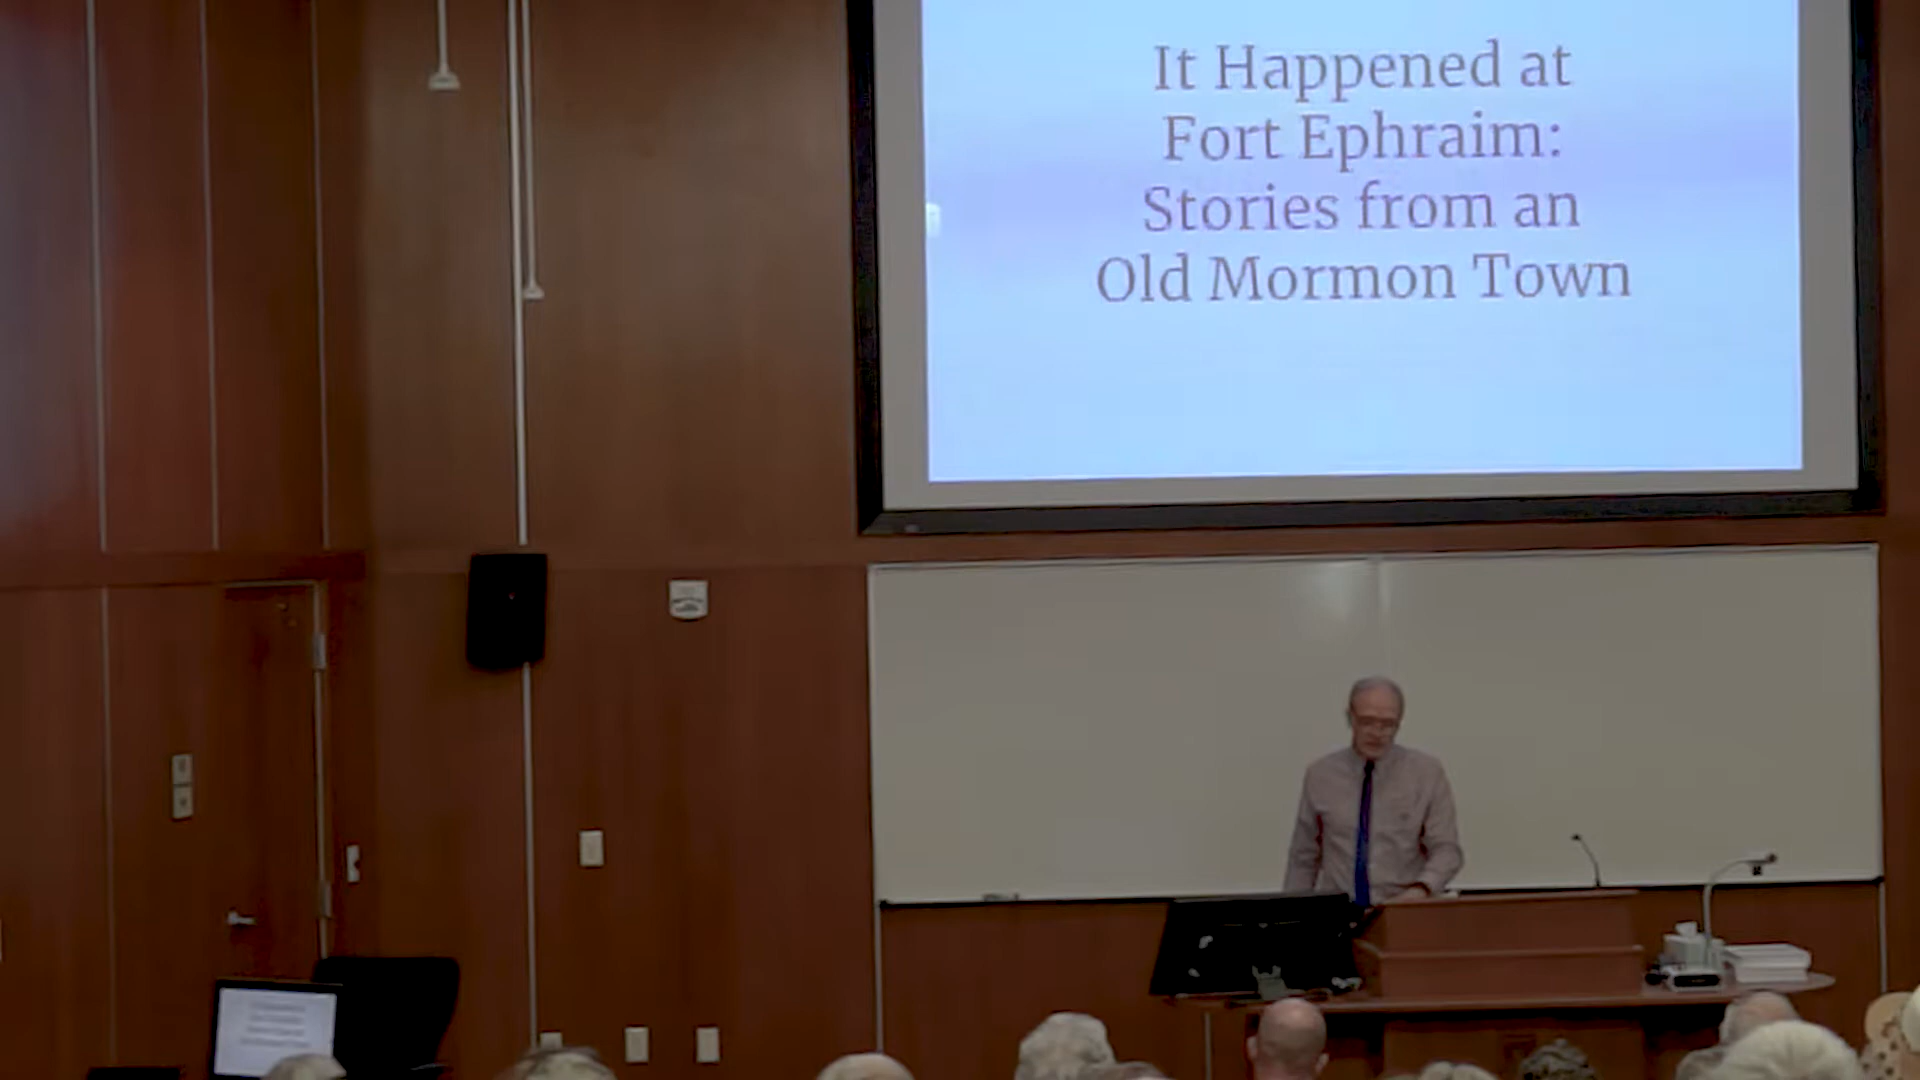 It Happened at
Fort Ephraim:
Stories from an
Old Mormon Town